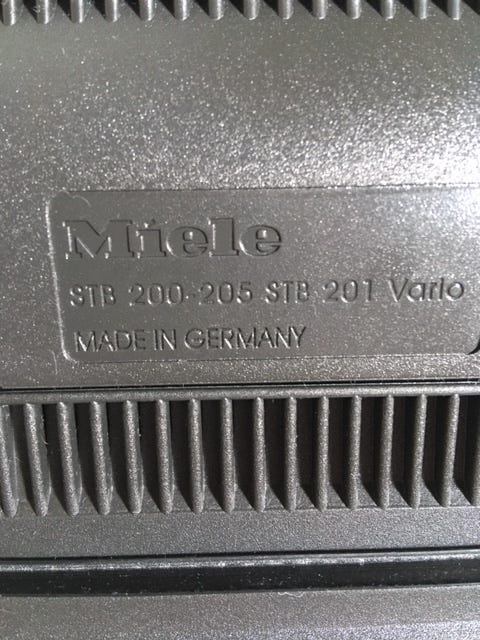 Miele
STB 200-205 STB 201 Vario
MADE IN GERMANY